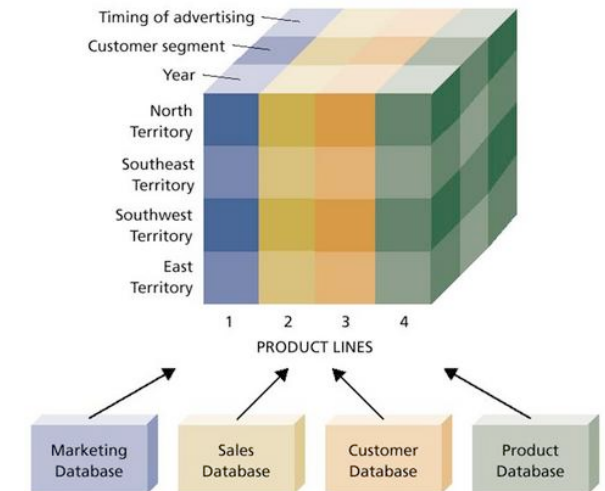 Timing of advertising
Customer segment
Year
North
Territory
Southeast
Territory
Southwest
Territory
East
Territory
1 2 3 4
PRODUCT LINES
Marketing
Database
Sales
Database
Customer
Database
Product
Database